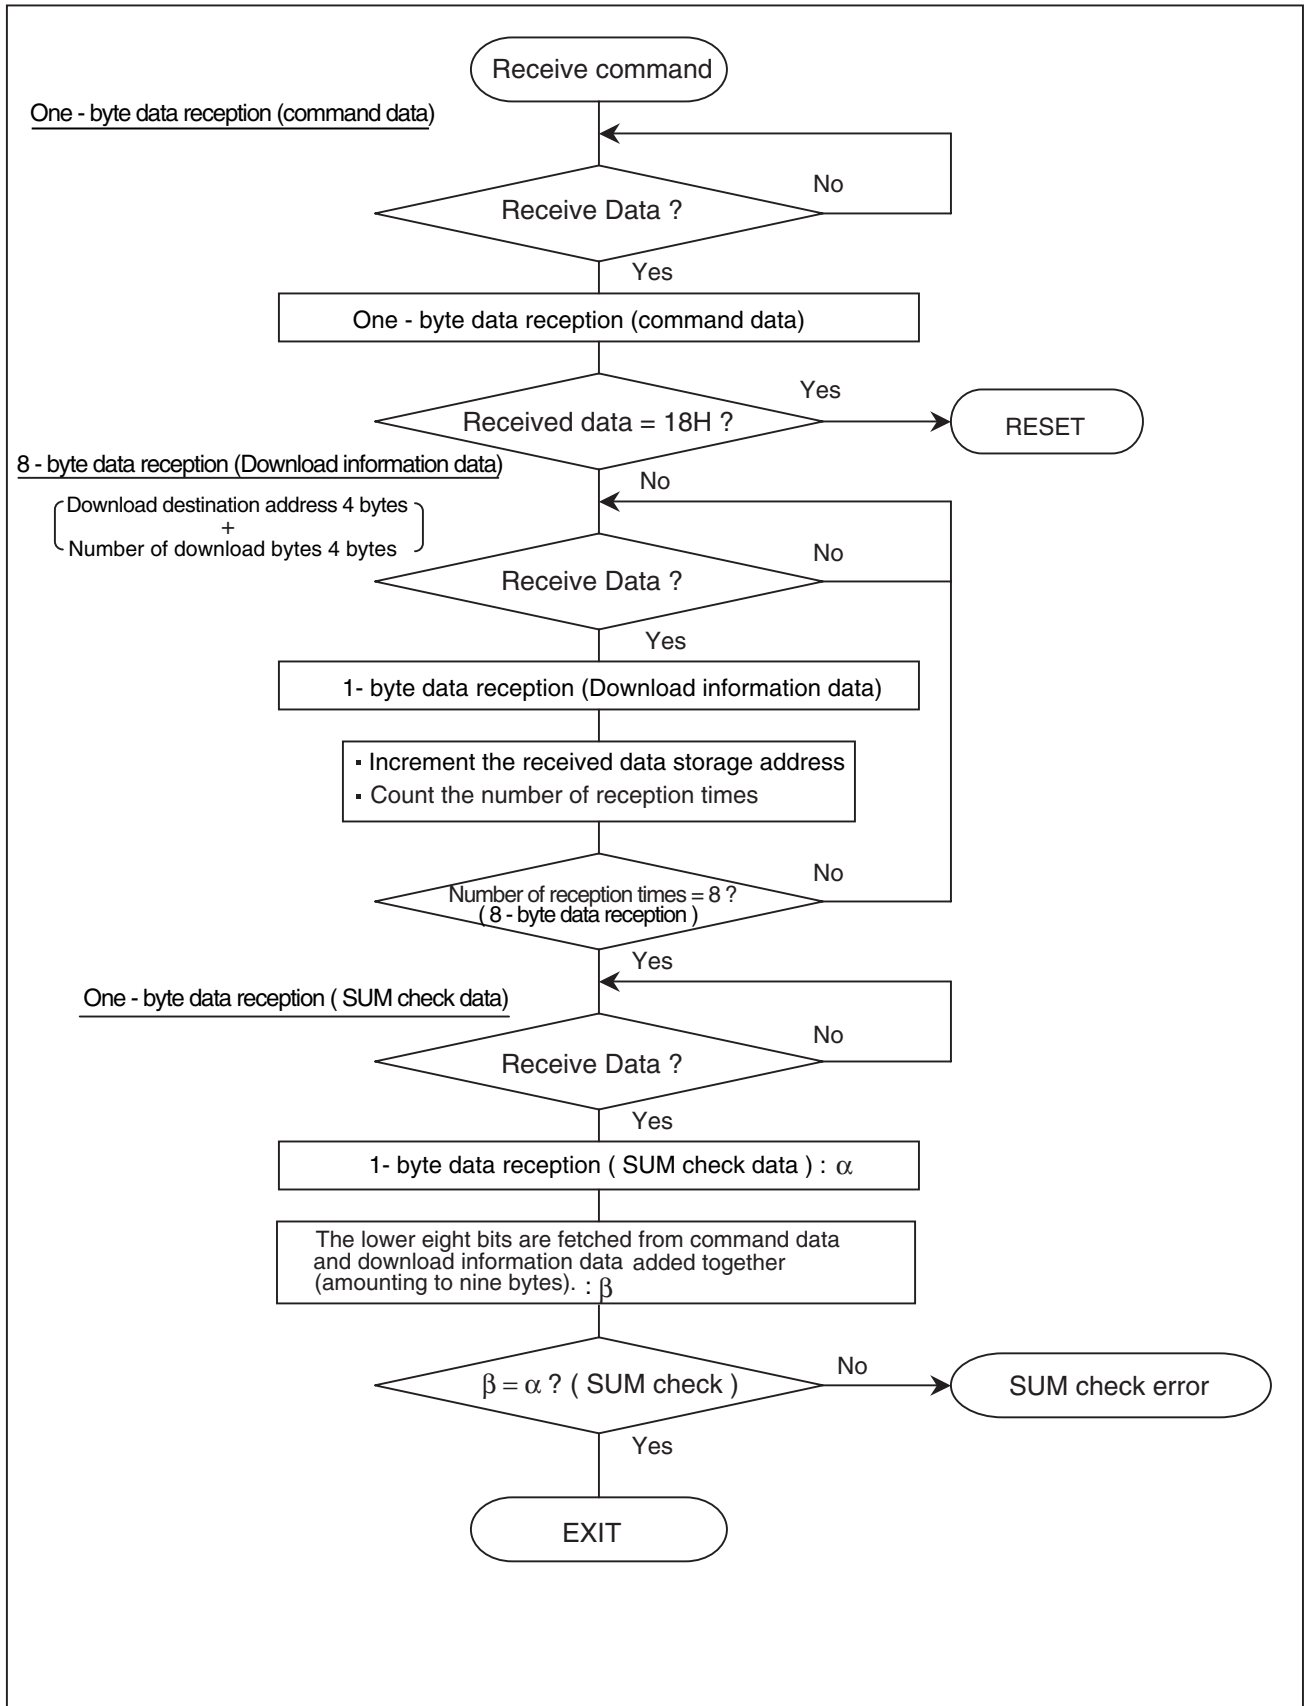 Receive command
One - byte data reception (command data)
No
Receive Data ?
Yes
One - byte data reception (command data)
Yes
Received data = 18H ?
RESET
8 - byte data reception (Download information data)
No
Download destination address 4 bytes
+
Number of download bytes 4 bytes
No
Receive Data ?
Yes
1- byte data reception (Download information data)
▪ Increment the received data storage address
▪ Count the number of reception times
No
Number of reception times = 8 ?
( 8 - byte data reception )
Yes
One - byte data reception ( SUM check data)
No
Receive Data ?
Yes
1- byte data reception ( SUM check data ) : α
The lower eight bits are fetched from command data
and download information data added together
(amounting to nine bytes). : β
No
β = α ? ( SUM check )
SUM check error
Yes
EXIT